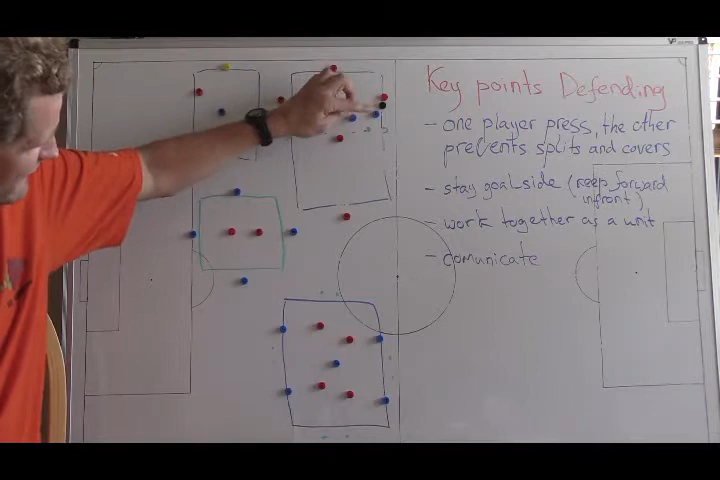 Key points Defending
- one player press, the other
prevents splits and covers
- stay goalside (keep forward
infront)
- work together as a unit
- comunicate